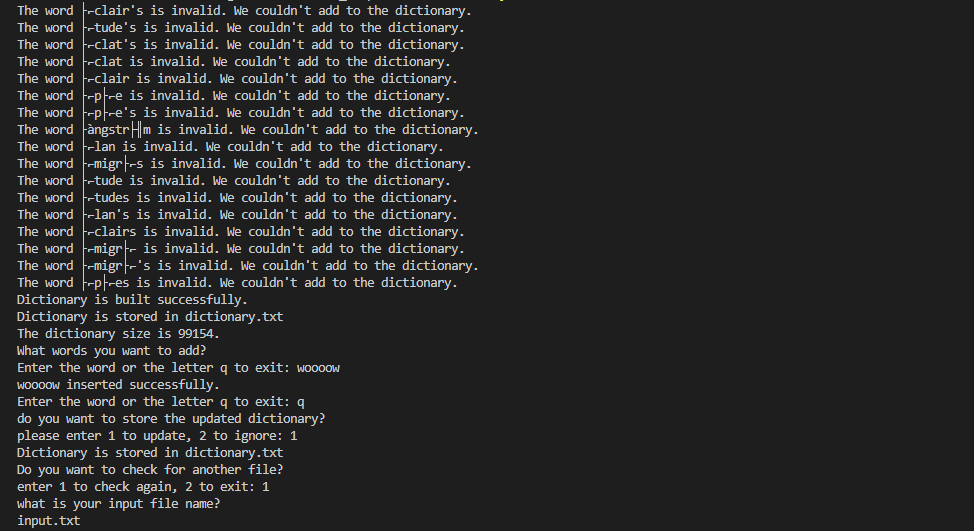 The word ├⌐clair's is invalid. We couldn't add to the dictionary.
The word ├⌐tude's is invalid. We couldn't add to the dictionary.
The word ├⌐clat's is invalid. We couldn't add to the dictionary.
The word ├⌐clat is invalid. We couldn't add to the dictionary.
The word ├⌐clair is invalid. We couldn't add to the dictionary.
The word ├⌐p├⌐e is invalid. We couldn't add to the dictionary.
The word ├⌐p├⌐e's is invalid. We couldn't add to the dictionary.
The word ├àngstr├╢m is invalid. We couldn't add to the dictionary.
The word ├⌐lan is invalid. We couldn't add to the dictionary.
The word ├⌐migr├⌐s is invalid. We couldn't add to the dictionary.
The word ├⌐tude is invalid. We couldn't add to the dictionary.
The word ├⌐tudes is invalid. We couldn't add to the dictionary.
The word ├⌐lan's is invalid. We couldn't add to the dictionary.
The word ├⌐clairs is invalid. We couldn't add to the dictionary.
The word ├⌐migr├⌐ is invalid. We couldn't add to the dictionary.
The word ├⌐migr├⌐'s is invalid. We couldn't add to the dictionary.
The word ├⌐p├⌐es is invalid. We couldn't add to the dictionary.
Dictionary is built successfully.
Dictionary is stored in dictionary.txt
The dictionary size is 99154.
What words you want to add?
Enter the word or the letter q to exit: woooow
woooow inserted successfully.
Enter the word or the letter q to exit: q
do you want to store the updated dictionary?
please enter 1 to update, 2 to ignore: 1
Dictionary is stored in dictionary.txt
Do you want to check for another file?
enter 1 to check again, 2 to exit: 1
what is your input file name?
input.txt